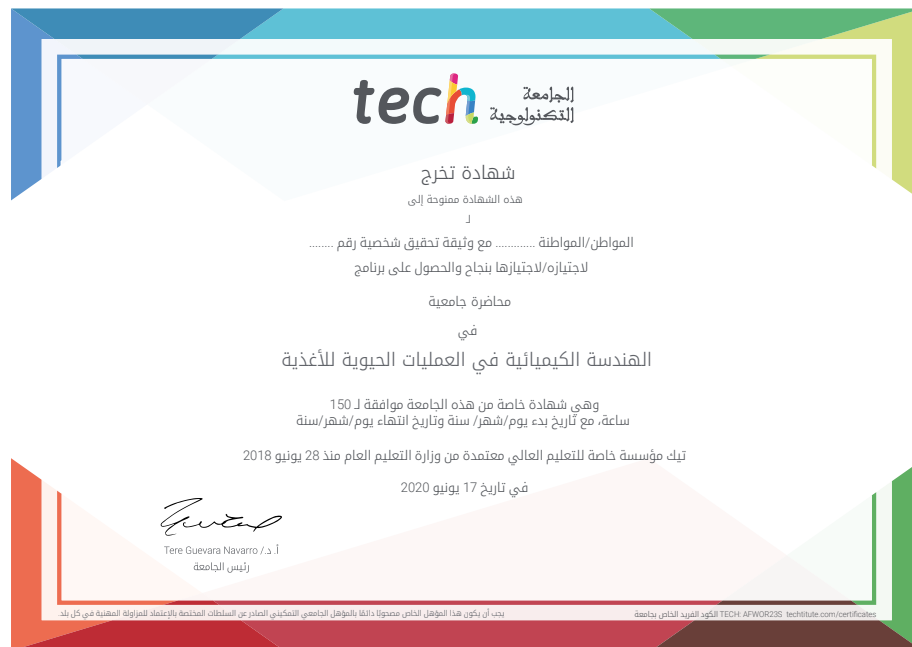 tech الجامعة
التكنولوجية
شهادة تخرج
هذه الشهادة ممنوحة إلى
لـ
المواطن/المواطنة ............. مع وثيقة تحقيق شخصية رقم ........
لاجتيازه/لاجتيازها بنجاح والحصول على برنامج
محاضرة جامعية
في
الهندسة الكيميائية في العمليات الحيوية للأغذية
وهي شهادة خاصة من هذه الجامعة موافقة لـ 150
ساعة، مع تاريخ بدء يوم/شهر/ سنة وتاريخ انتهاء يوم/شهر/سنة
تيك مؤسسة خاصة للتعليم العالي معتمدة من وزارة التعليم العام منذ 28 يونيو 2018
في تاريخ 17 يونيو 2020
أ. د./ Tere Guevara Navarro
رئيس الجامعة
يجب أن يكون هذا المؤهل الخاص مصحوبًا دائمًا بالمؤهل الجامعي التمكيني الصادر عن السلطات المختصة بالإعتماد للمزاولة المهنية في كل بلد.
الكود الفريد الخاص بجامعة TECH: AFWOR23S techtitute.com/certificates